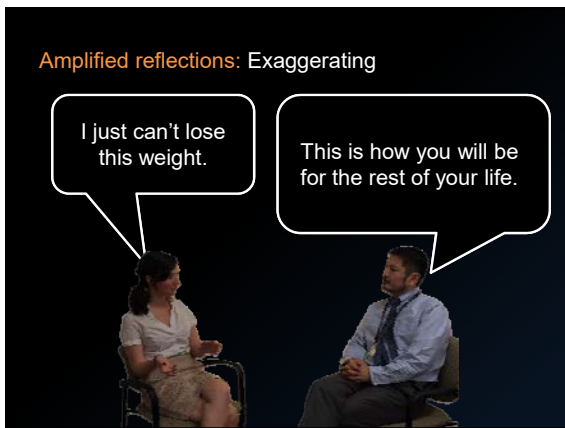 Amplified reflections: Exaggerating
I just can’t lose
this weight.
This is how you will be
for the rest of your life.